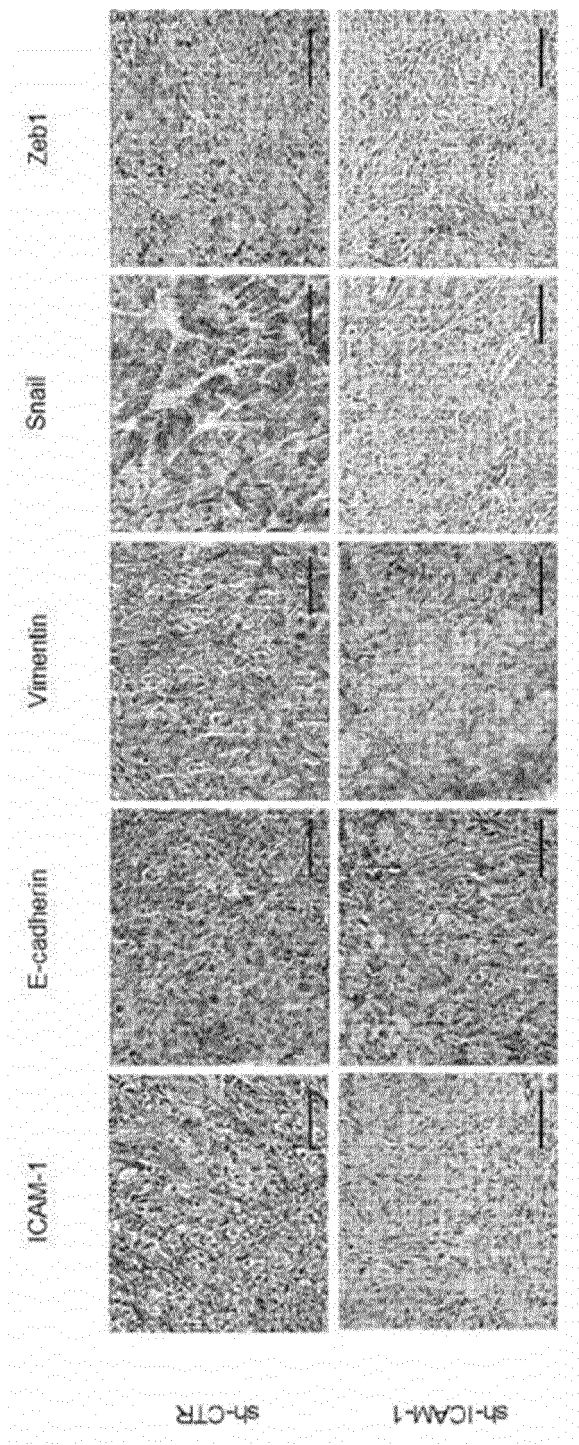 ICAM-1
E-cadherin
Vimentin
Snail
Zeb1
sh-CTR
sh-ICAM-1